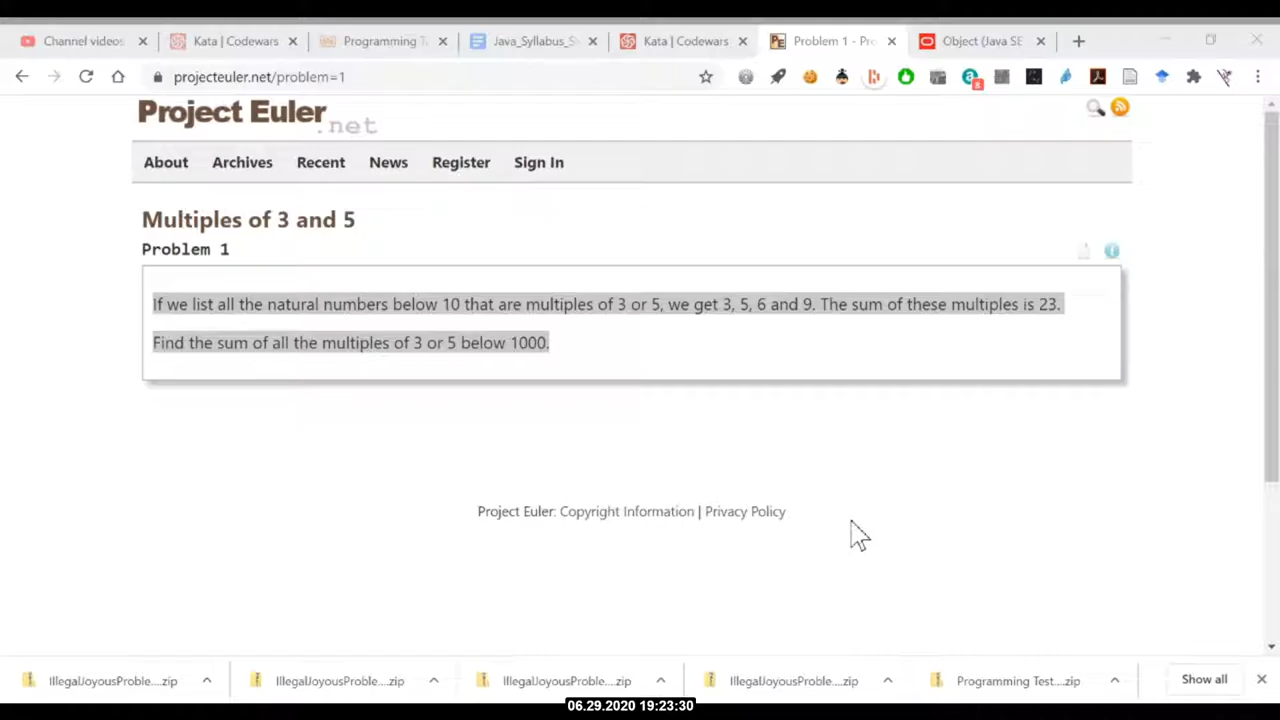 Channel videos
Kata | Codewars
Programming T
Java_Syllabus_S
Kata | Codewars
Problem 1 - Pro
Object (Java SE
projecteuler.net/problem=1
Project Euler
.net
About Archives Recent News Register Sign In
Multiples of 3 and 5
Problem 1
If we list all the natural numbers below 10 that are multiples of 3 or 5, we get 3, 5, 6 and 9. The sum of these multiples is 23.
Find the sum of all the multiples of 3 or 5 below 1000.
Project Euler: Copyright Information | Privacy Policy
IllegalJoyousProble....zip
IllegalJoyousProble....zip
IllegalJoyousProble....zip
IllegalJoyousProble....zip
Programming Test....zip
Show all
06.29.2020 19:23:30